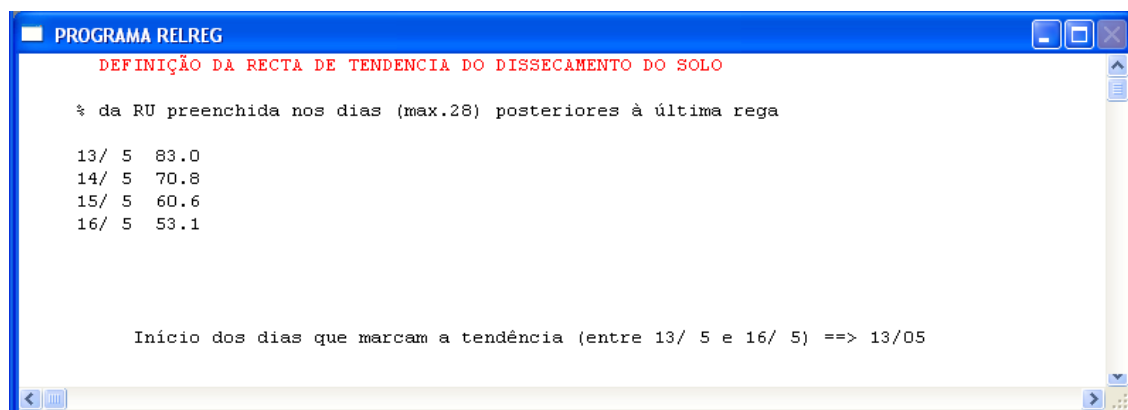 PROGRAMA RELREG
DEFINIÇÃO DA RECTA DE TENDENCIA DO DISSECAMENTO DO SOLO
% da RU preenchida nos dias (max.28) posteriores à última rega
13/ 5  83.0
14/ 5  70.8
15/ 5  60.6
16/ 5  53.1
Início dos dias que marcam a tendência (entre 13/ 5 e 16/ 5) ==> 13/05